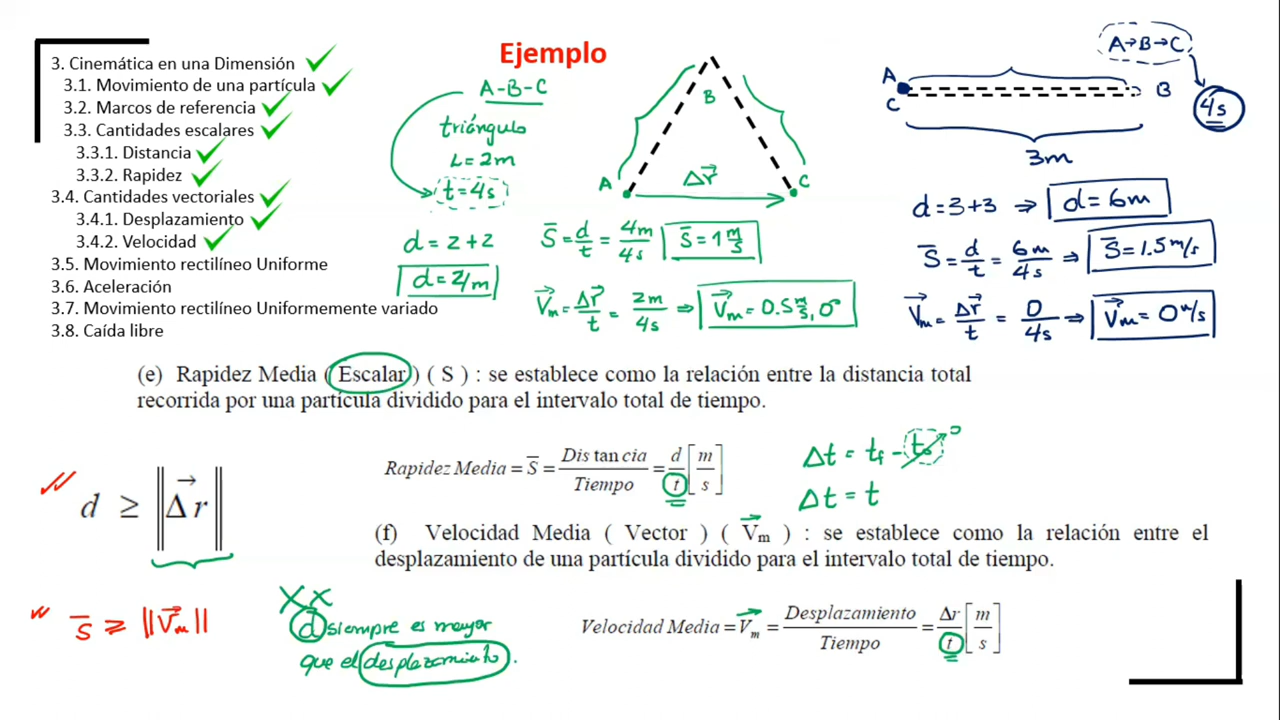 3. Cinemática en una Dimensión
3.1. Movimiento de una partícula
3.2. Marcos de referencia
3.3. Cantidades escalares
3.3.1. Distancia
3.3.2. Rapidez
3.4. Cantidades vectoriales
3.4.1. Desplazamiento
3.4.2. Velocidad
3.5. Movimiento rectilíneo Uniforme
3.6. Aceleración
3.7. Movimiento rectilíneo Uniformemente variado
3.8. Caída libre
Ejemplo
A-B-C
triángulo
L=2m
t=4s
d=2+2
d=4m
A
B
C
Δr⃗
S̄ = d/t = 4m/4s
S̄=1 m/s
V⃗m = Δr⃗/t = 2m/4s ⇒ V⃗m=0.5 m/s, 0°
A→B→C
4s
A
C
B
3m
d=3+3 ⇒ d=6m
S̄ = d/t = 6m/4s ⇒ S̄=1.5 m/s
V⃗m = Δr⃗/t = 0/4s ⇒ V⃗m=0 m/s
(e) Rapidez Media ( Escalar ) ( S ) : se establece como la relación entre la distancia total
recorrida por una partícula dividido para el intervalo total de tiempo.
Rapidez Media = S̄ = Distancia/Tiempo = d/t [m/s]
Δt = tf - t₀ 0
Δt = t
d ≥ ‖Δr⃗‖
(f) Velocidad Media ( Vector ) ( V⃗m ) : se establece como la relación entre el
desplazamiento de una partícula dividido para el intervalo total de tiempo.
S̄ ≥ ‖V⃗m‖
XX
d siempre es mayor
que el desplazamiento.
Velocidad Media = V⃗m = Desplazamiento/Tiempo = Δr/t [m/s]